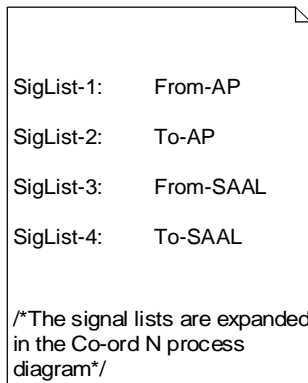 SigList-1: From-AP
SigList-2: To-AP
SigList-3: From-SAAL
SigList-4: To-SAAL
/*The signal lists are expanded
in the Co-ord N process
diagram*/